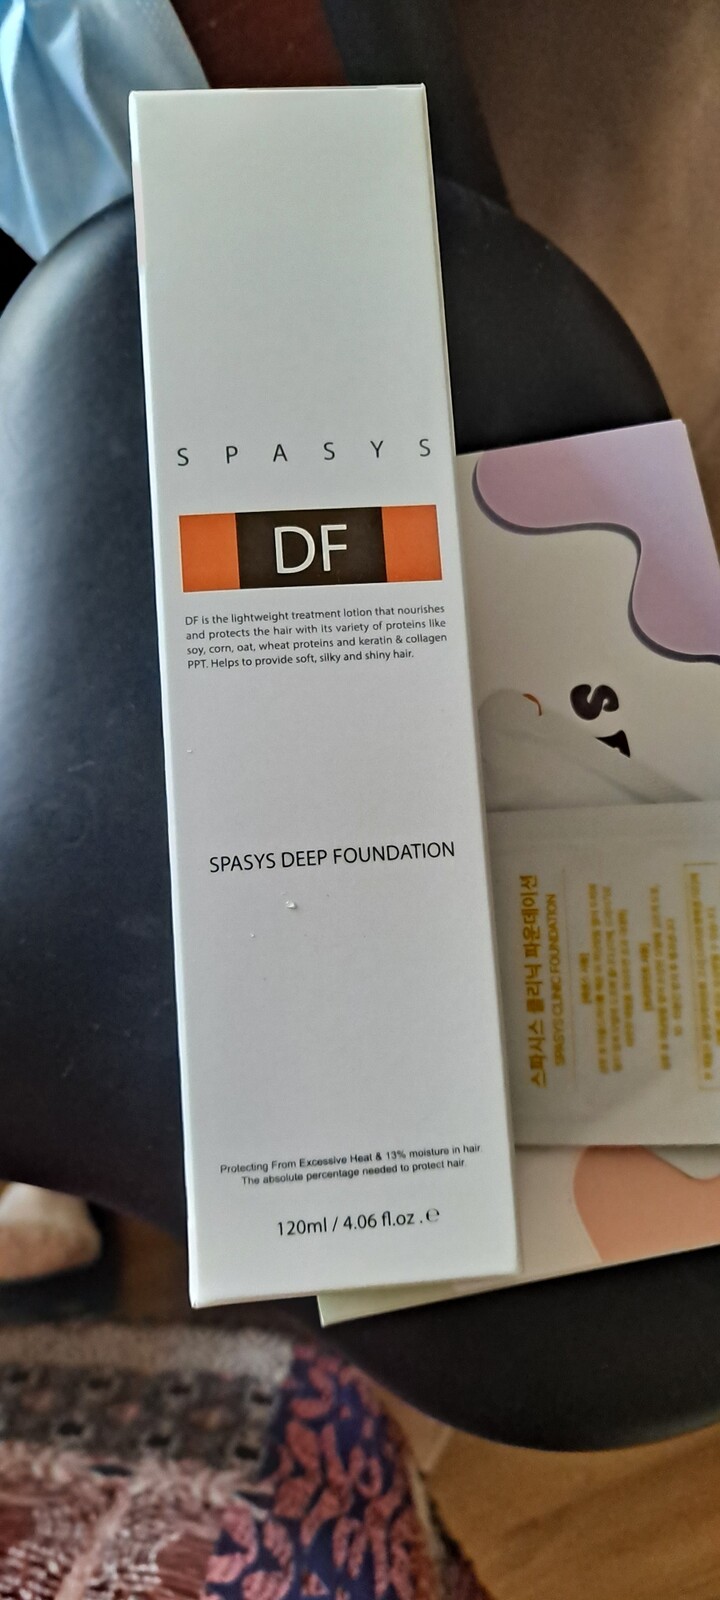 S P A S Y S
DF
DF is the lightweight treatment lotion that nourishes
and protects the hair with its variety of proteins like
soy, corn, oat, wheat proteins and keratin & collagen
PPT. Helps to provide soft, silky and shiny hair.
SPASYS DEEP FOUNDATION
Protecting From Excessive Heat & 13% moisture in hair
The absolute percentage needed to protect hair
120ml / 4.06 fl.oz . ℮
스파시스 클리닉 파운데이션
SPASYS CLINIC FOUNDATION